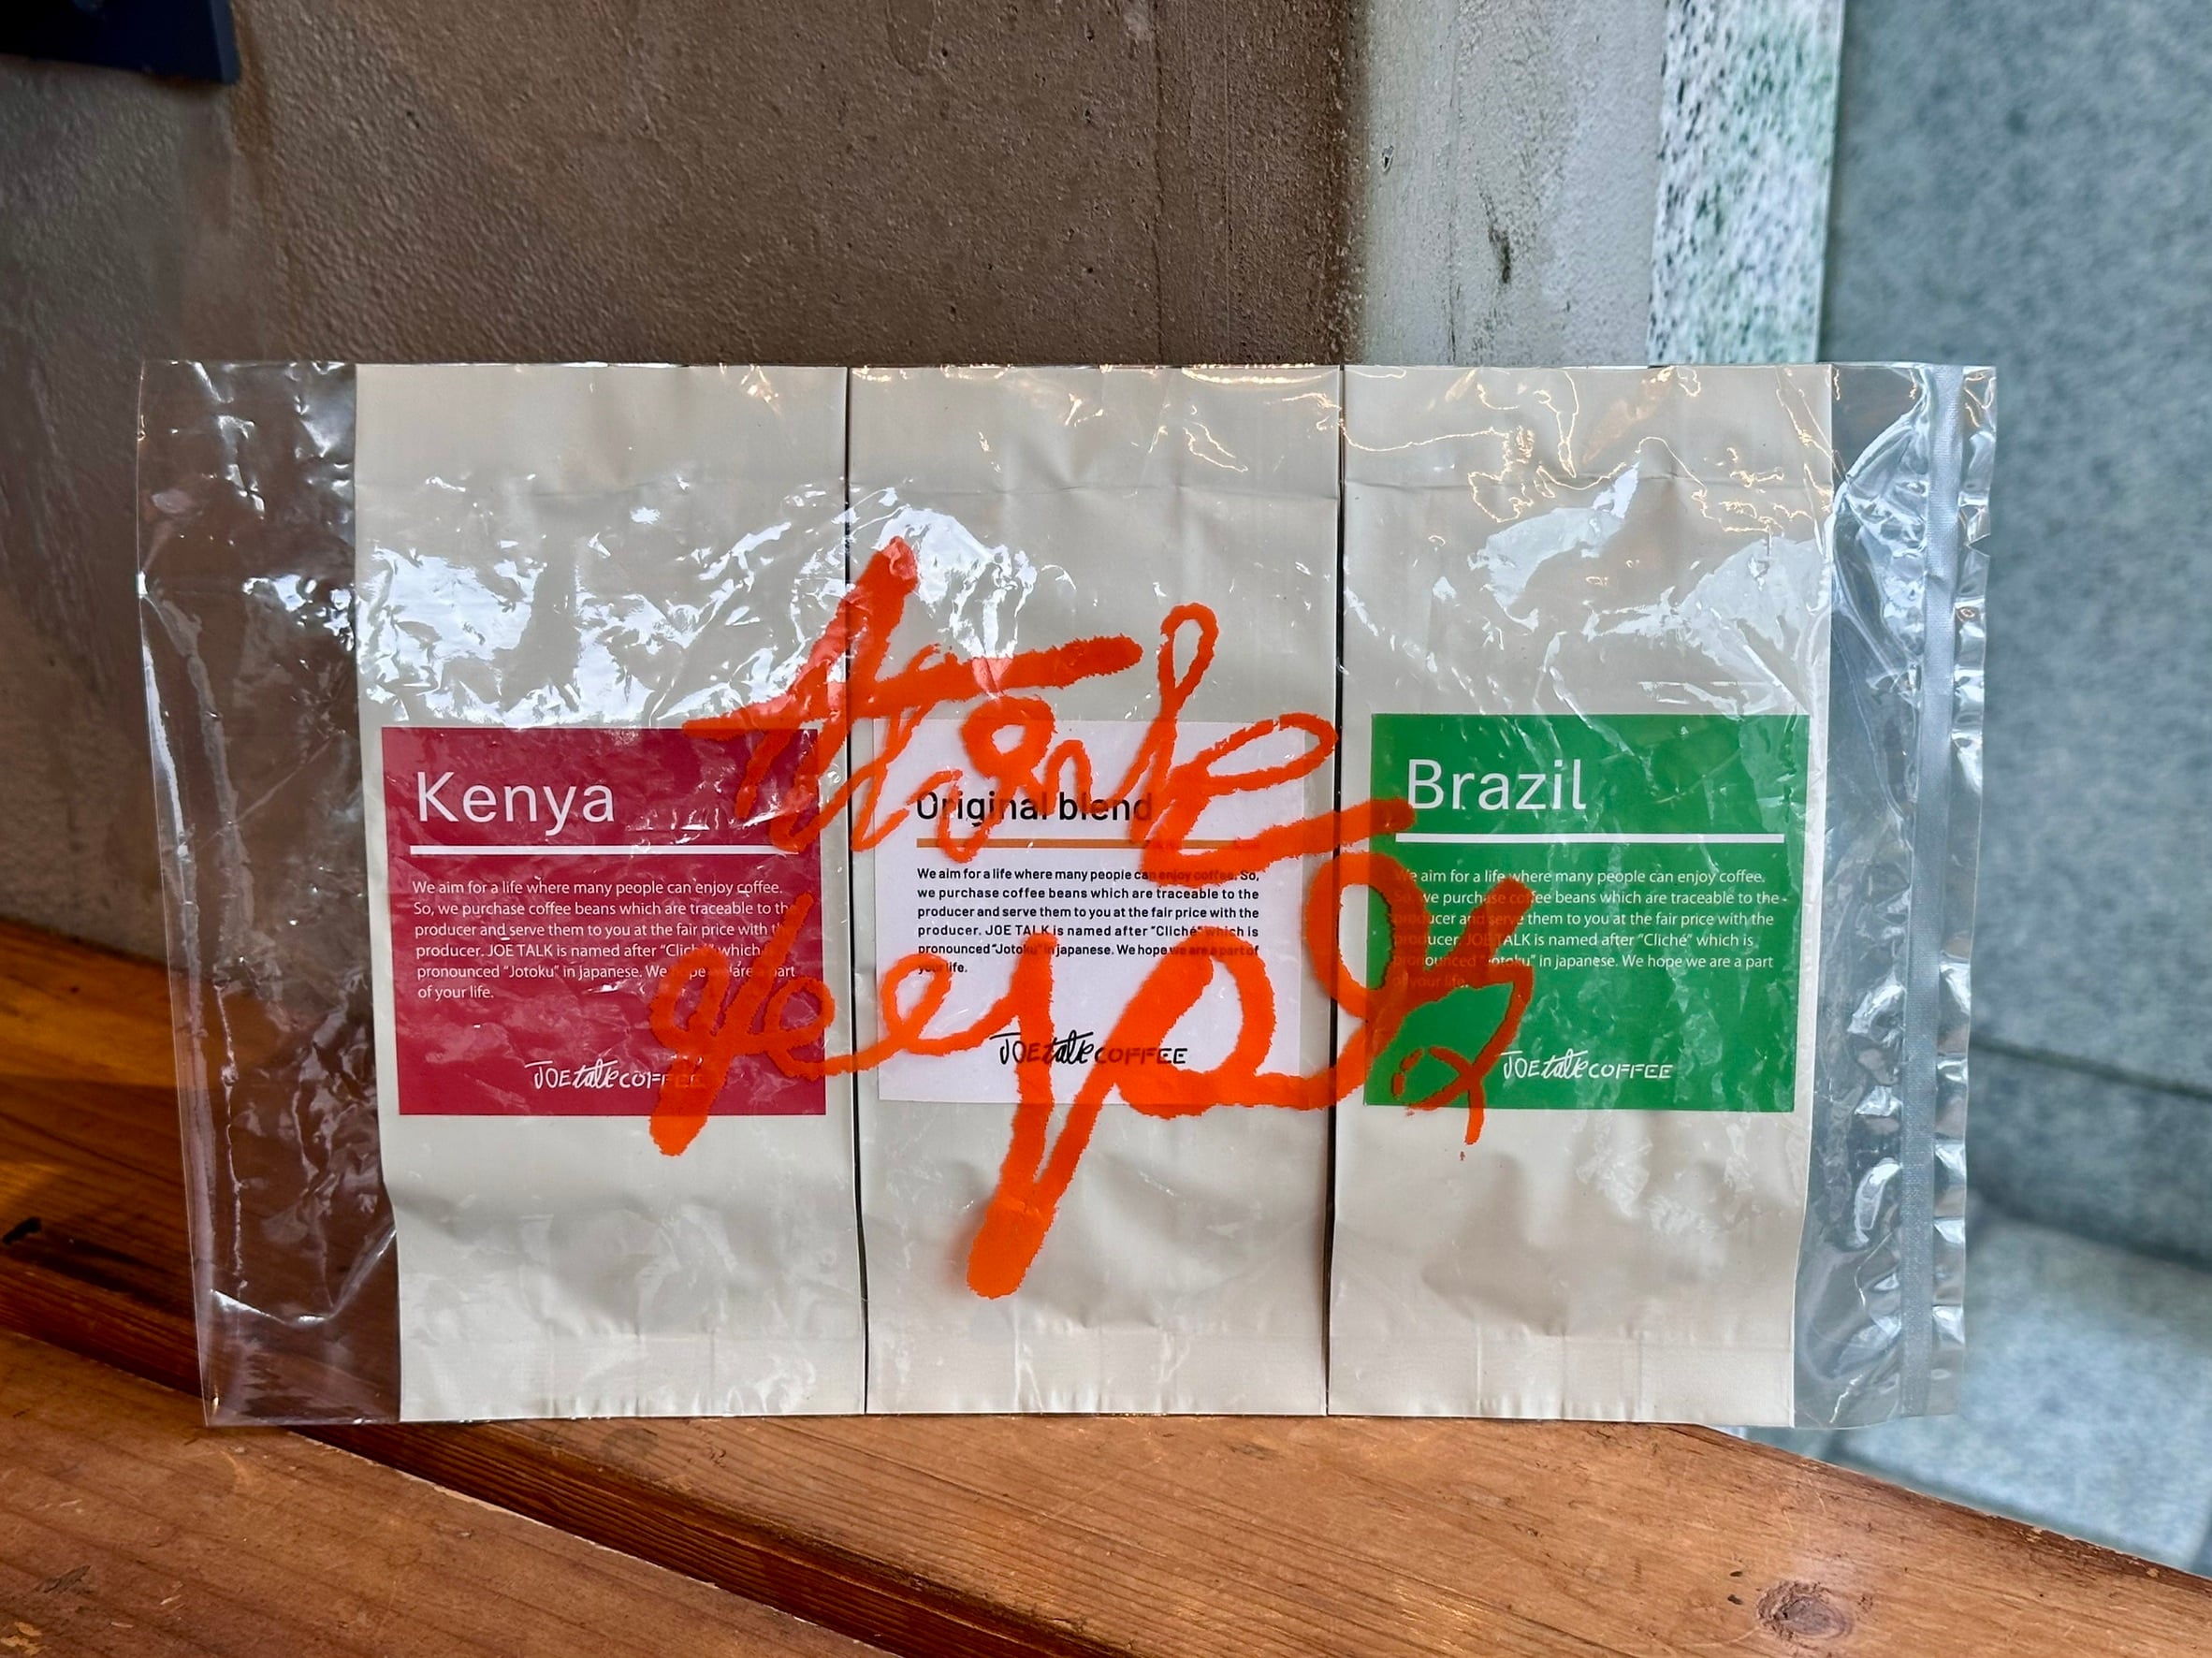 Kenya
We aim for a life where many people can enjoy coffee.
So, we purchase coffee beans which are traceable to the
producer and serve them to you at the fair price with the
producer. JOE TALK is named after “Cliché” which is
pronounced “Jotoku” in japanese. We hope we are a part
of your life.
JOE talk COFFEE
Original blend
We aim for a life where many people can enjoy coffee. So,
we purchase coffee beans which are traceable to the
producer and serve them to you at the fair price with the
producer. JOE TALK is named after “Cliché” which is
pronounced “Jotoku” in japanese. We hope we are a part of
your life.
JOE talk COFFEE
Brazil
We aim for a life where many people can enjoy coffee.
So, we purchase coffee beans which are traceable to the
producer and serve them to you at the fair price with the
producer. JOE TALK is named after “Cliché” which is
pronounced “Jotoku” in japanese. We hope we are a part
of your life.
JOE talk COFFEE